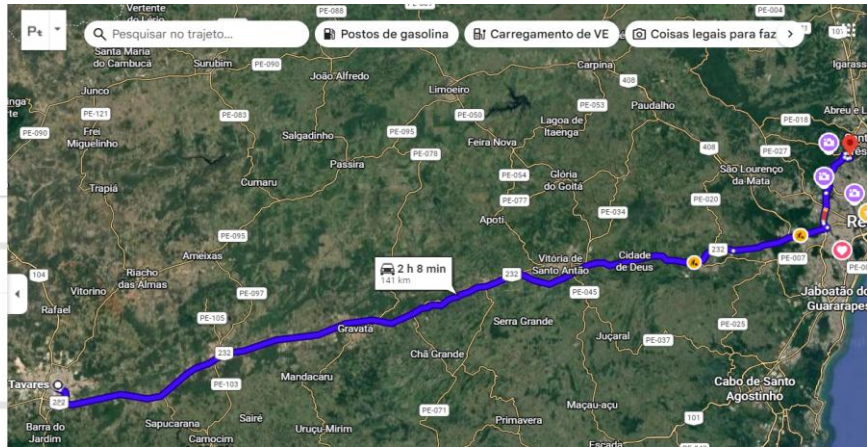 Vertente
PE-088
PE-004
Pesquisar no trajeto...
Postos de gasolina
Carregamento de VE
Coisas legais para faz
101
Santa Maria
do Cambucá
Surubim
PE-090
João Alfredo
Carpina
408
Igarass
Junco
Limoeiro
PE-053
Paudalho
Abreu e L
PE-121
PE-083
PE-050
Lagoa de
Itaenga
PE-018
PE-090
Frei
Miguelinho
Salgadinho
PE-095
Feira Nova
408
PE-027
PE-078
Passira
São Lourenço
da Mata
Trapiá
Cumaru
PE-054
Glória
do Goitá
PE-020
PE-077
PE-034
Apoti
Re
PE-095
232
Ameixas
2 h 8 min
141 km
Vitória de
Santo Antão
Cidade
de Deus
PE-007
104
Riacho
das Almas
232
Vitorino
PE-097
PE-045
Jaboatão do
Guararapes
Rafael
PE-105
Serra Grande
PE-025
Gravatá
Juçaral
PE-037
232
Chã Grande
Tavares
PE-103
Mandacaru
Cabo de Santo
Agostinho
232
PE-071
Maçau-açu
101
Barra do
Jardim
Sapucarana
Sairé
Primavera
Camocim
Uruçu-Mirim
Escada